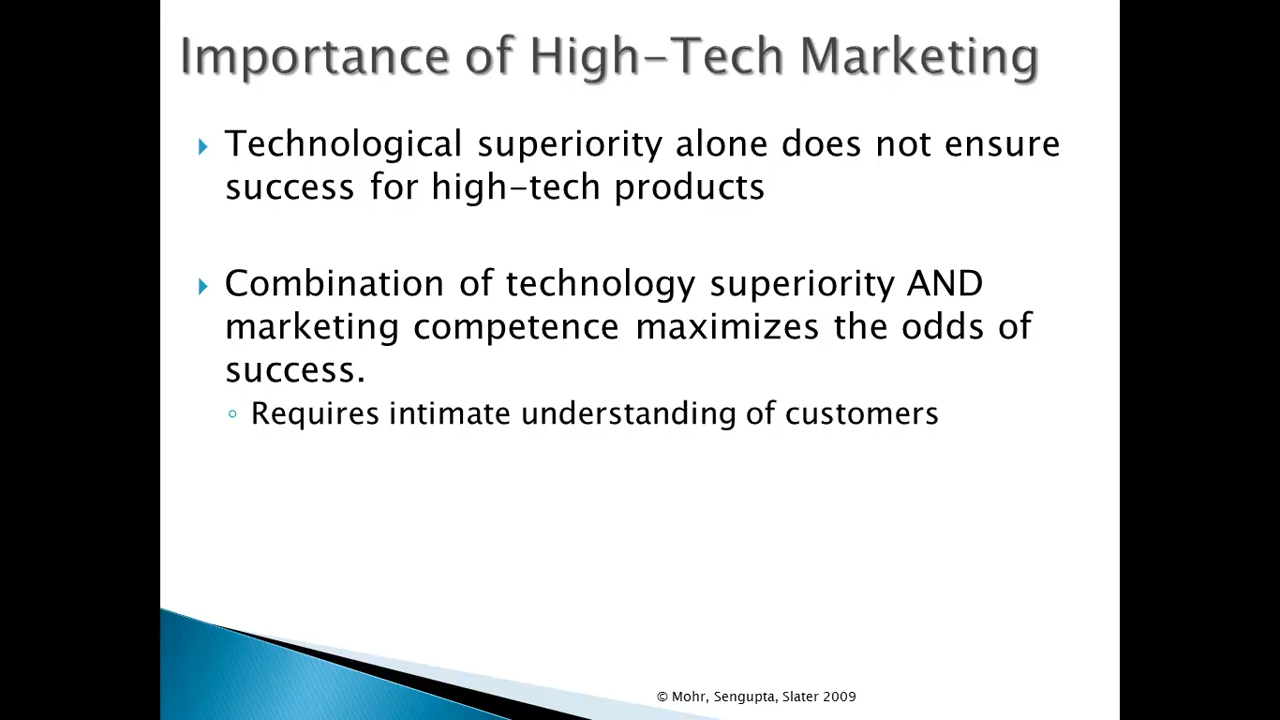 Importance of High-Tech Marketing
Technological superiority alone does not ensure
success for high-tech products
Combination of technology superiority AND
marketing competence maximizes the odds of
success.
Requires intimate understanding of customers
© Mohr, Sengupta, Slater 2009